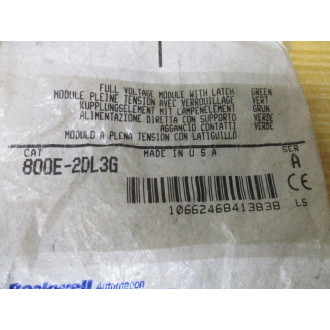 FULL VOLTAGE MODULE WITH LATCH GREEN
MODULE PLEINE TENSION AVEC VERROUILLAGE VERT
KUPPLUNGSELEMENT MIT LAMPENELEMENT GRUN
ALIMENTAZIONE DIRETTA CON SUPPORTO VERDE
AGGANCIO CONTATTI VERDE
MODULO A PLENA TENSION CON LATIGUILLO
CAT MADE IN U.S.A SER
800E-2DL3G A
CE
10662468413838 LS
Rockwell Automation